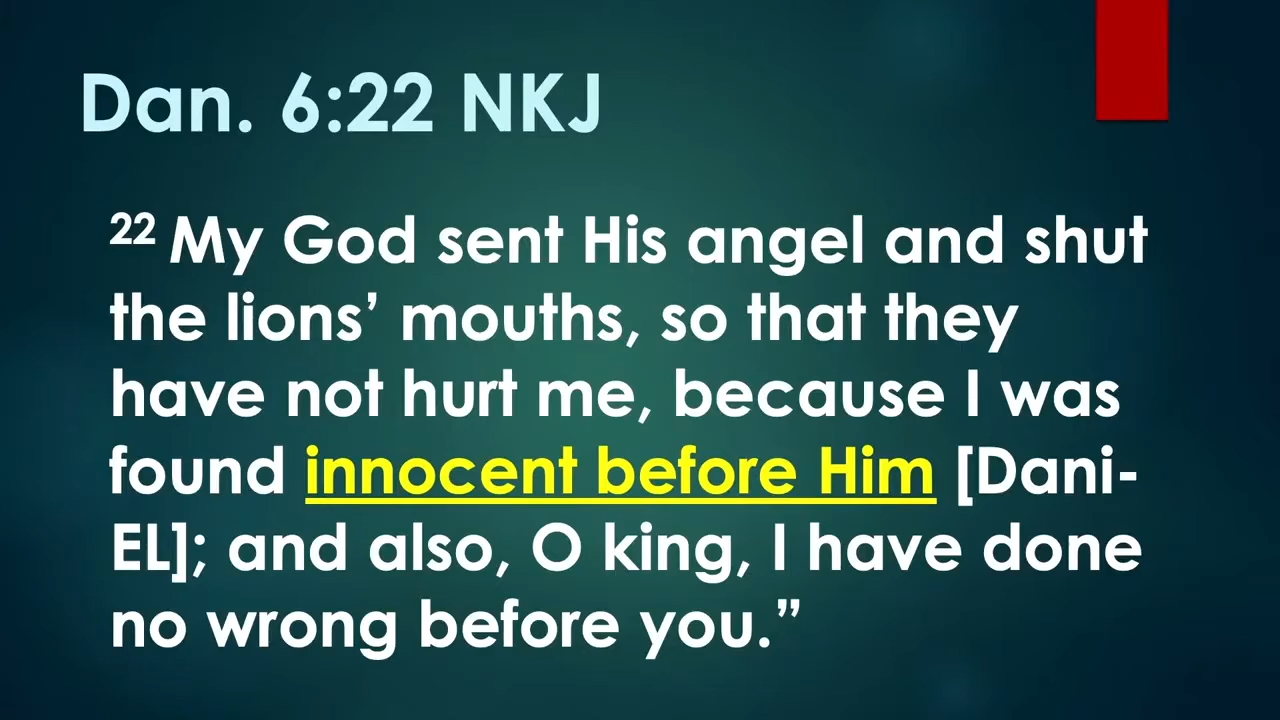 Dan. 6:22 NKJ
22 My God sent His angel and shut
the lions’ mouths, so that they
have not hurt me, because I was
found innocent before Him [Dani-
EL]; and also, O king, I have done
no wrong before you.”